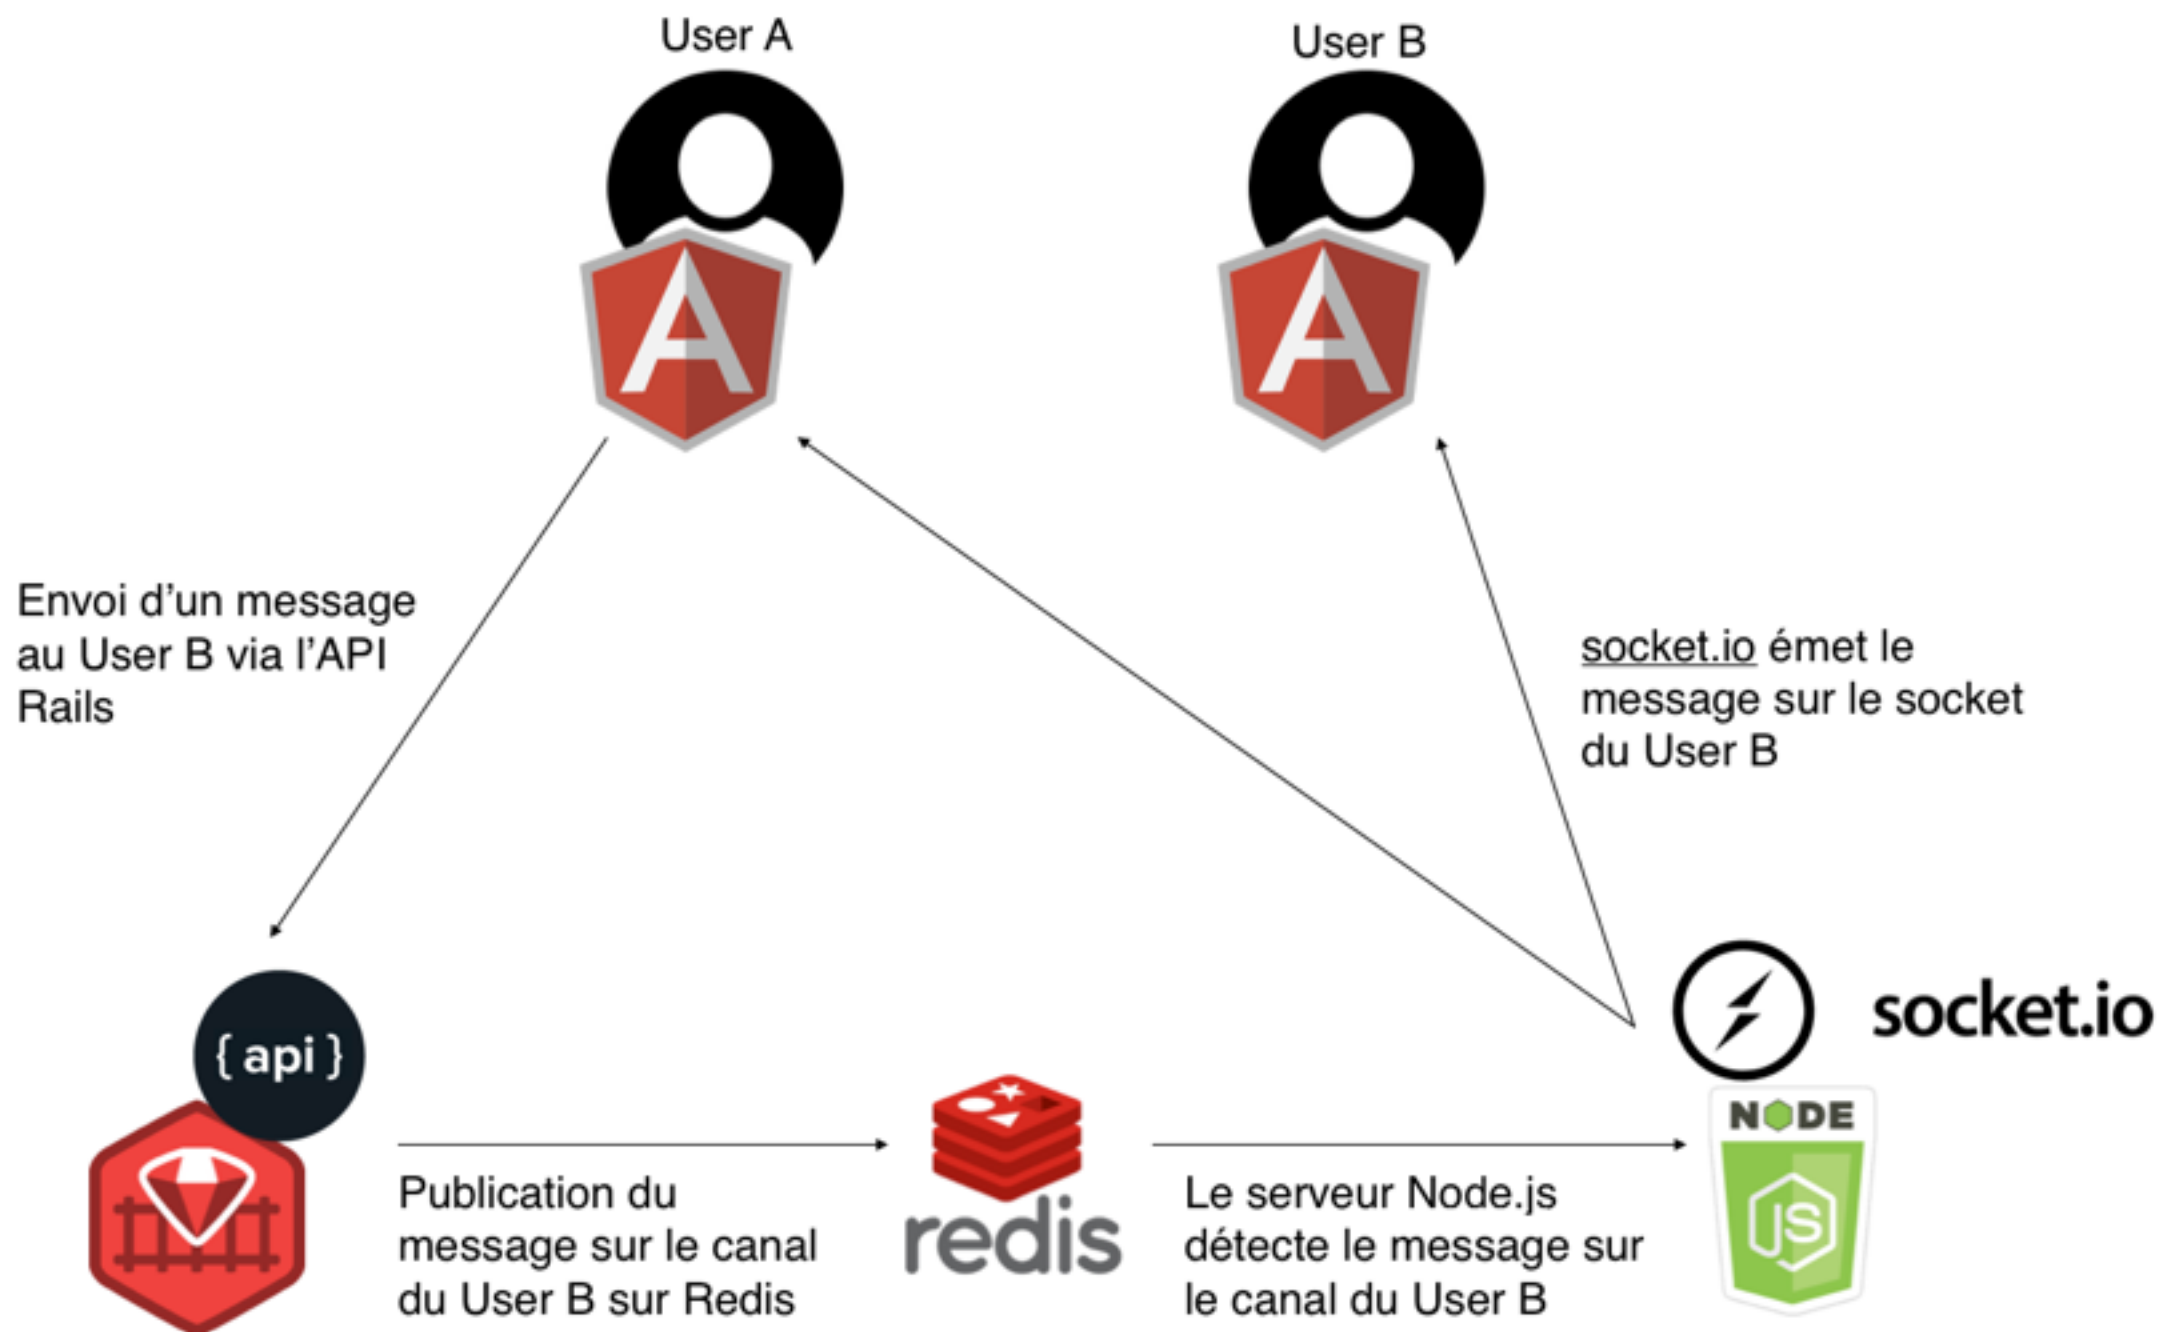 User A
User B
Envoi d'un message
au User B via l'API
Rails
socket.io émet le
message sur le socket
du User B
{ api }
socket.io
NODE
JS
redis
Publication du
message sur le canal
du User B sur Redis
Le serveur Node.js
détecte le message sur
le canal du User B